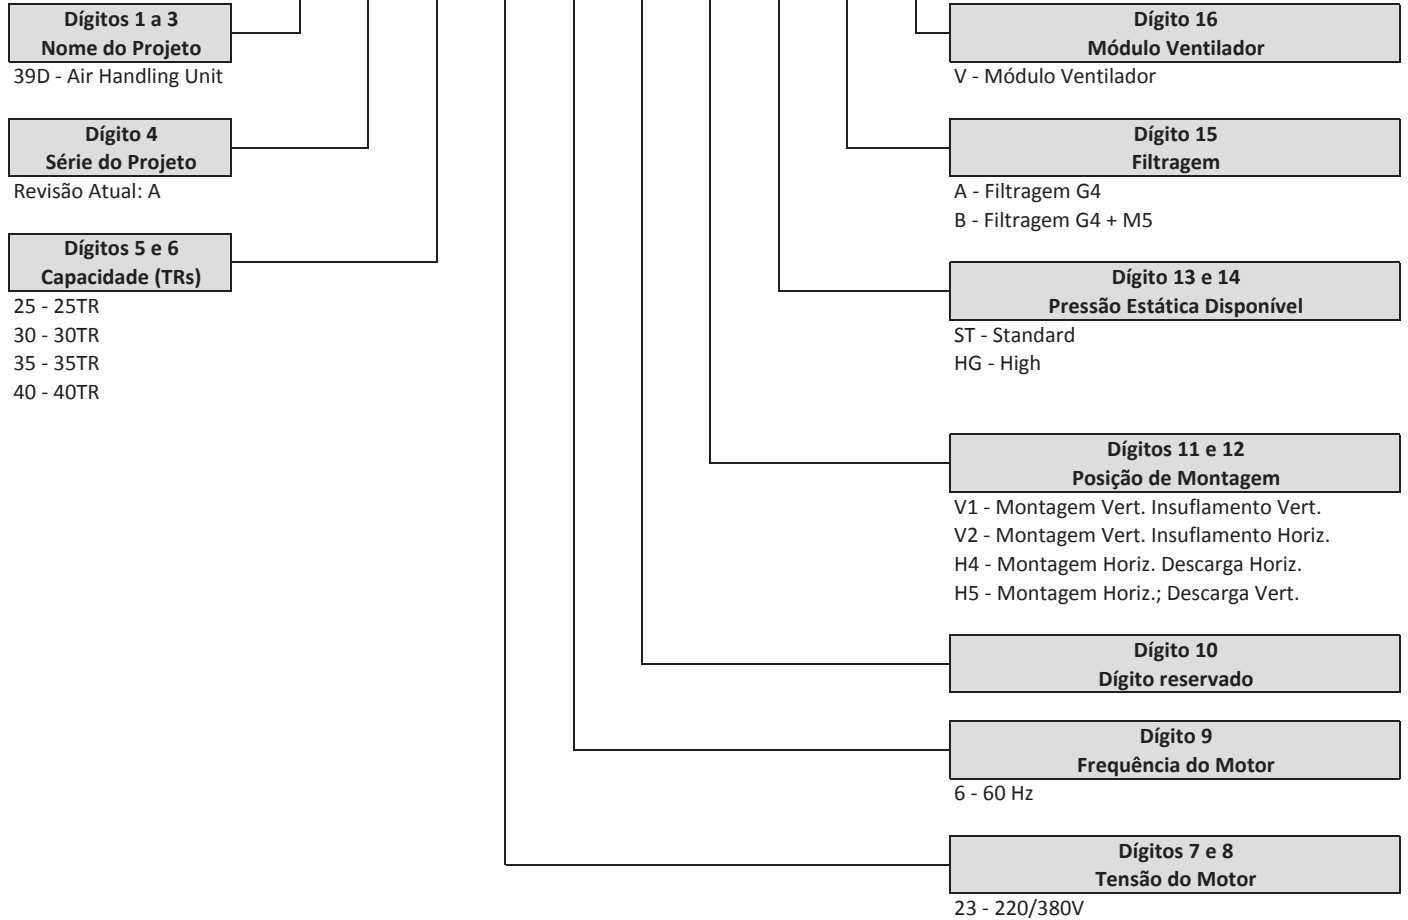 Dígitos 1 a 3
Nome do Projeto
39D - Air Handling Unit
Dígito 4
Série do Projeto
Revisão Atual: A
Dígitos 5 e 6
Capacidade (TRs)
25 - 25TR
30 - 30TR
35 - 35TR
40 - 40TR
Dígito 16
Módulo Ventilador
V - Módulo Ventilador
Dígito 15
Filtragem
A - Filtragem G4
B - Filtragem G4 + M5
Dígito 13 e 14
Pressão Estática Disponível
ST - Standard
HG - High
Dígitos 11 e 12
Posição de Montagem
V1 - Montagem Vert. Insuflamento Vert.
V2 - Montagem Vert. Insuflamento Horiz.
H4 - Montagem Horiz. Descarga Horiz.
H5 - Montagem Horiz.; Descarga Vert.
Dígito 10
Dígito reservado
Dígito 9
Frequência do Motor
6 - 60 Hz
Dígitos 7 e 8
Tensão do Motor
23 - 220/380V